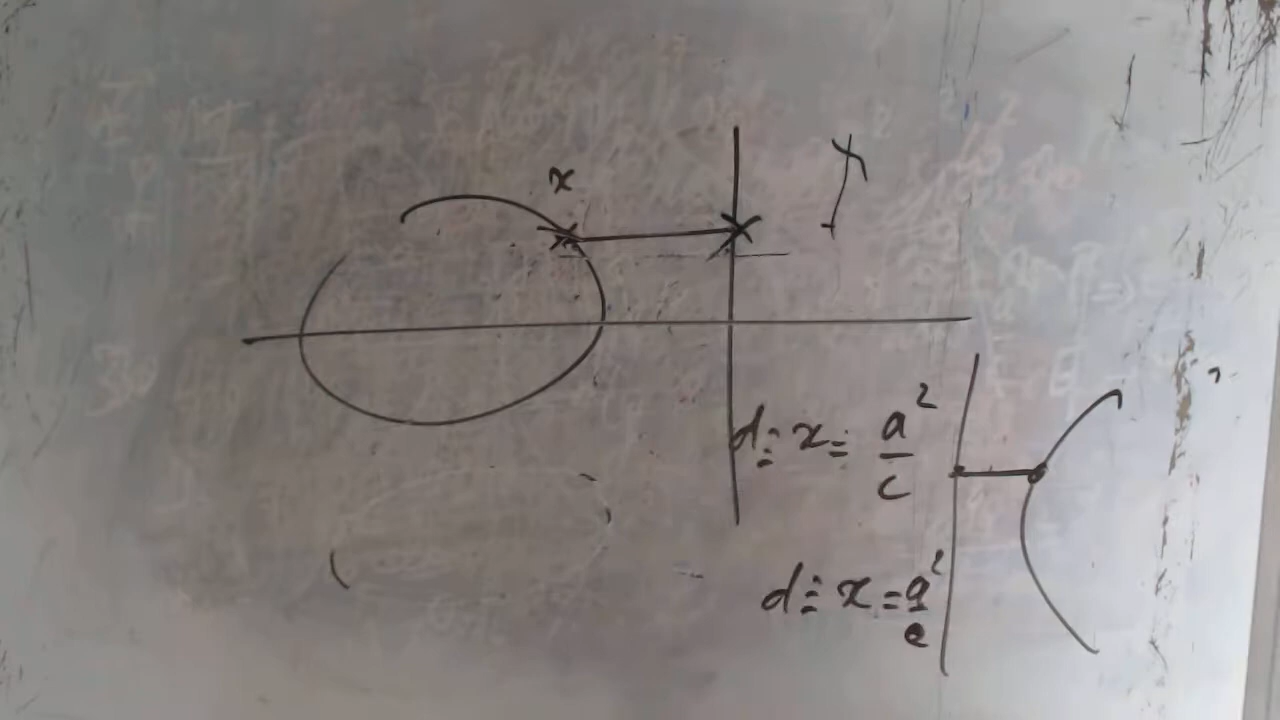 x
d:- x = a²/c
d:- x = a²/e